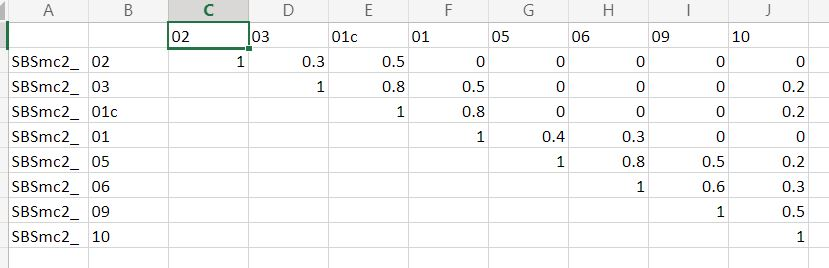 A B C D E F G H I J
02 03 01c 01 05 06 09 10
SBSmc2_ 02 1 0.3 0.5 0 0 0 0 0
SBSmc2_ 03 1 0.8 0.5 0 0 0 0.2
SBSmc2_ 01c 1 0.8 0 0 0 0.2
SBSmc2_ 01 1 0.4 0.3 0 0
SBSmc2_ 05 1 0.8 0.5 0.2
SBSmc2_ 06 1 0.6 0.3
SBSmc2_ 09 1 0.5
SBSmc2_ 10 1